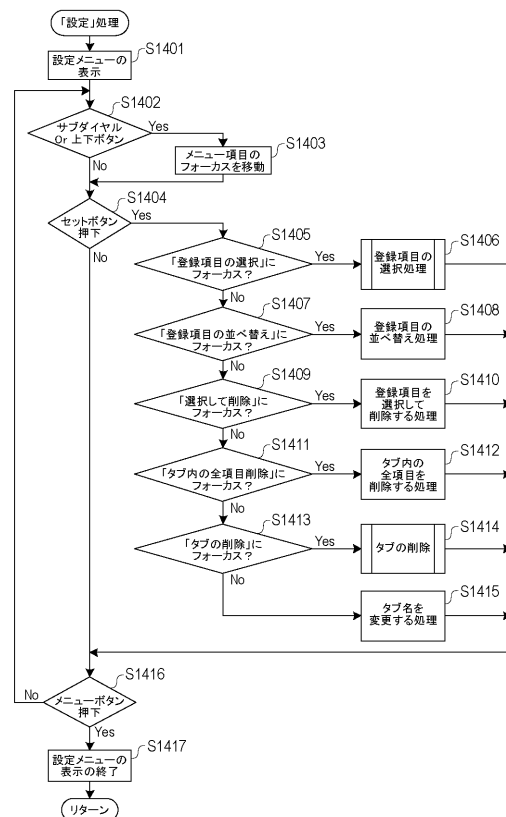 「設定」処理
S1401
設定メニューの
表示
S1402
サブダイヤル
Or 上下ボタン
Yes
No
S1403
メニュー項目の
フォーカスを移動
S1404
セットボタン
押下
Yes
No
S1405
「登録項目の選択」に
フォーカス？
Yes
No
S1406
登録項目の
選択処理
S1407
「登録項目の並べ替え」に
フォーカス？
Yes
No
S1408
登録項目の
並べ替え処理
S1409
「選択して削除」に
フォーカス？
Yes
No
S1410
登録項目を
選択して
削除する処理
S1411
「タブ内の全項目削除」に
フォーカス？
Yes
No
S1412
タブ内の
全項目を
削除する処理
S1413
「タブの削除」に
フォーカス？
Yes
No
S1414
タブの削除
S1415
タブ名を
変更する処理
S1416
メニューボタン
押下
No
Yes
S1417
設定メニューの
表示の終了
リターン